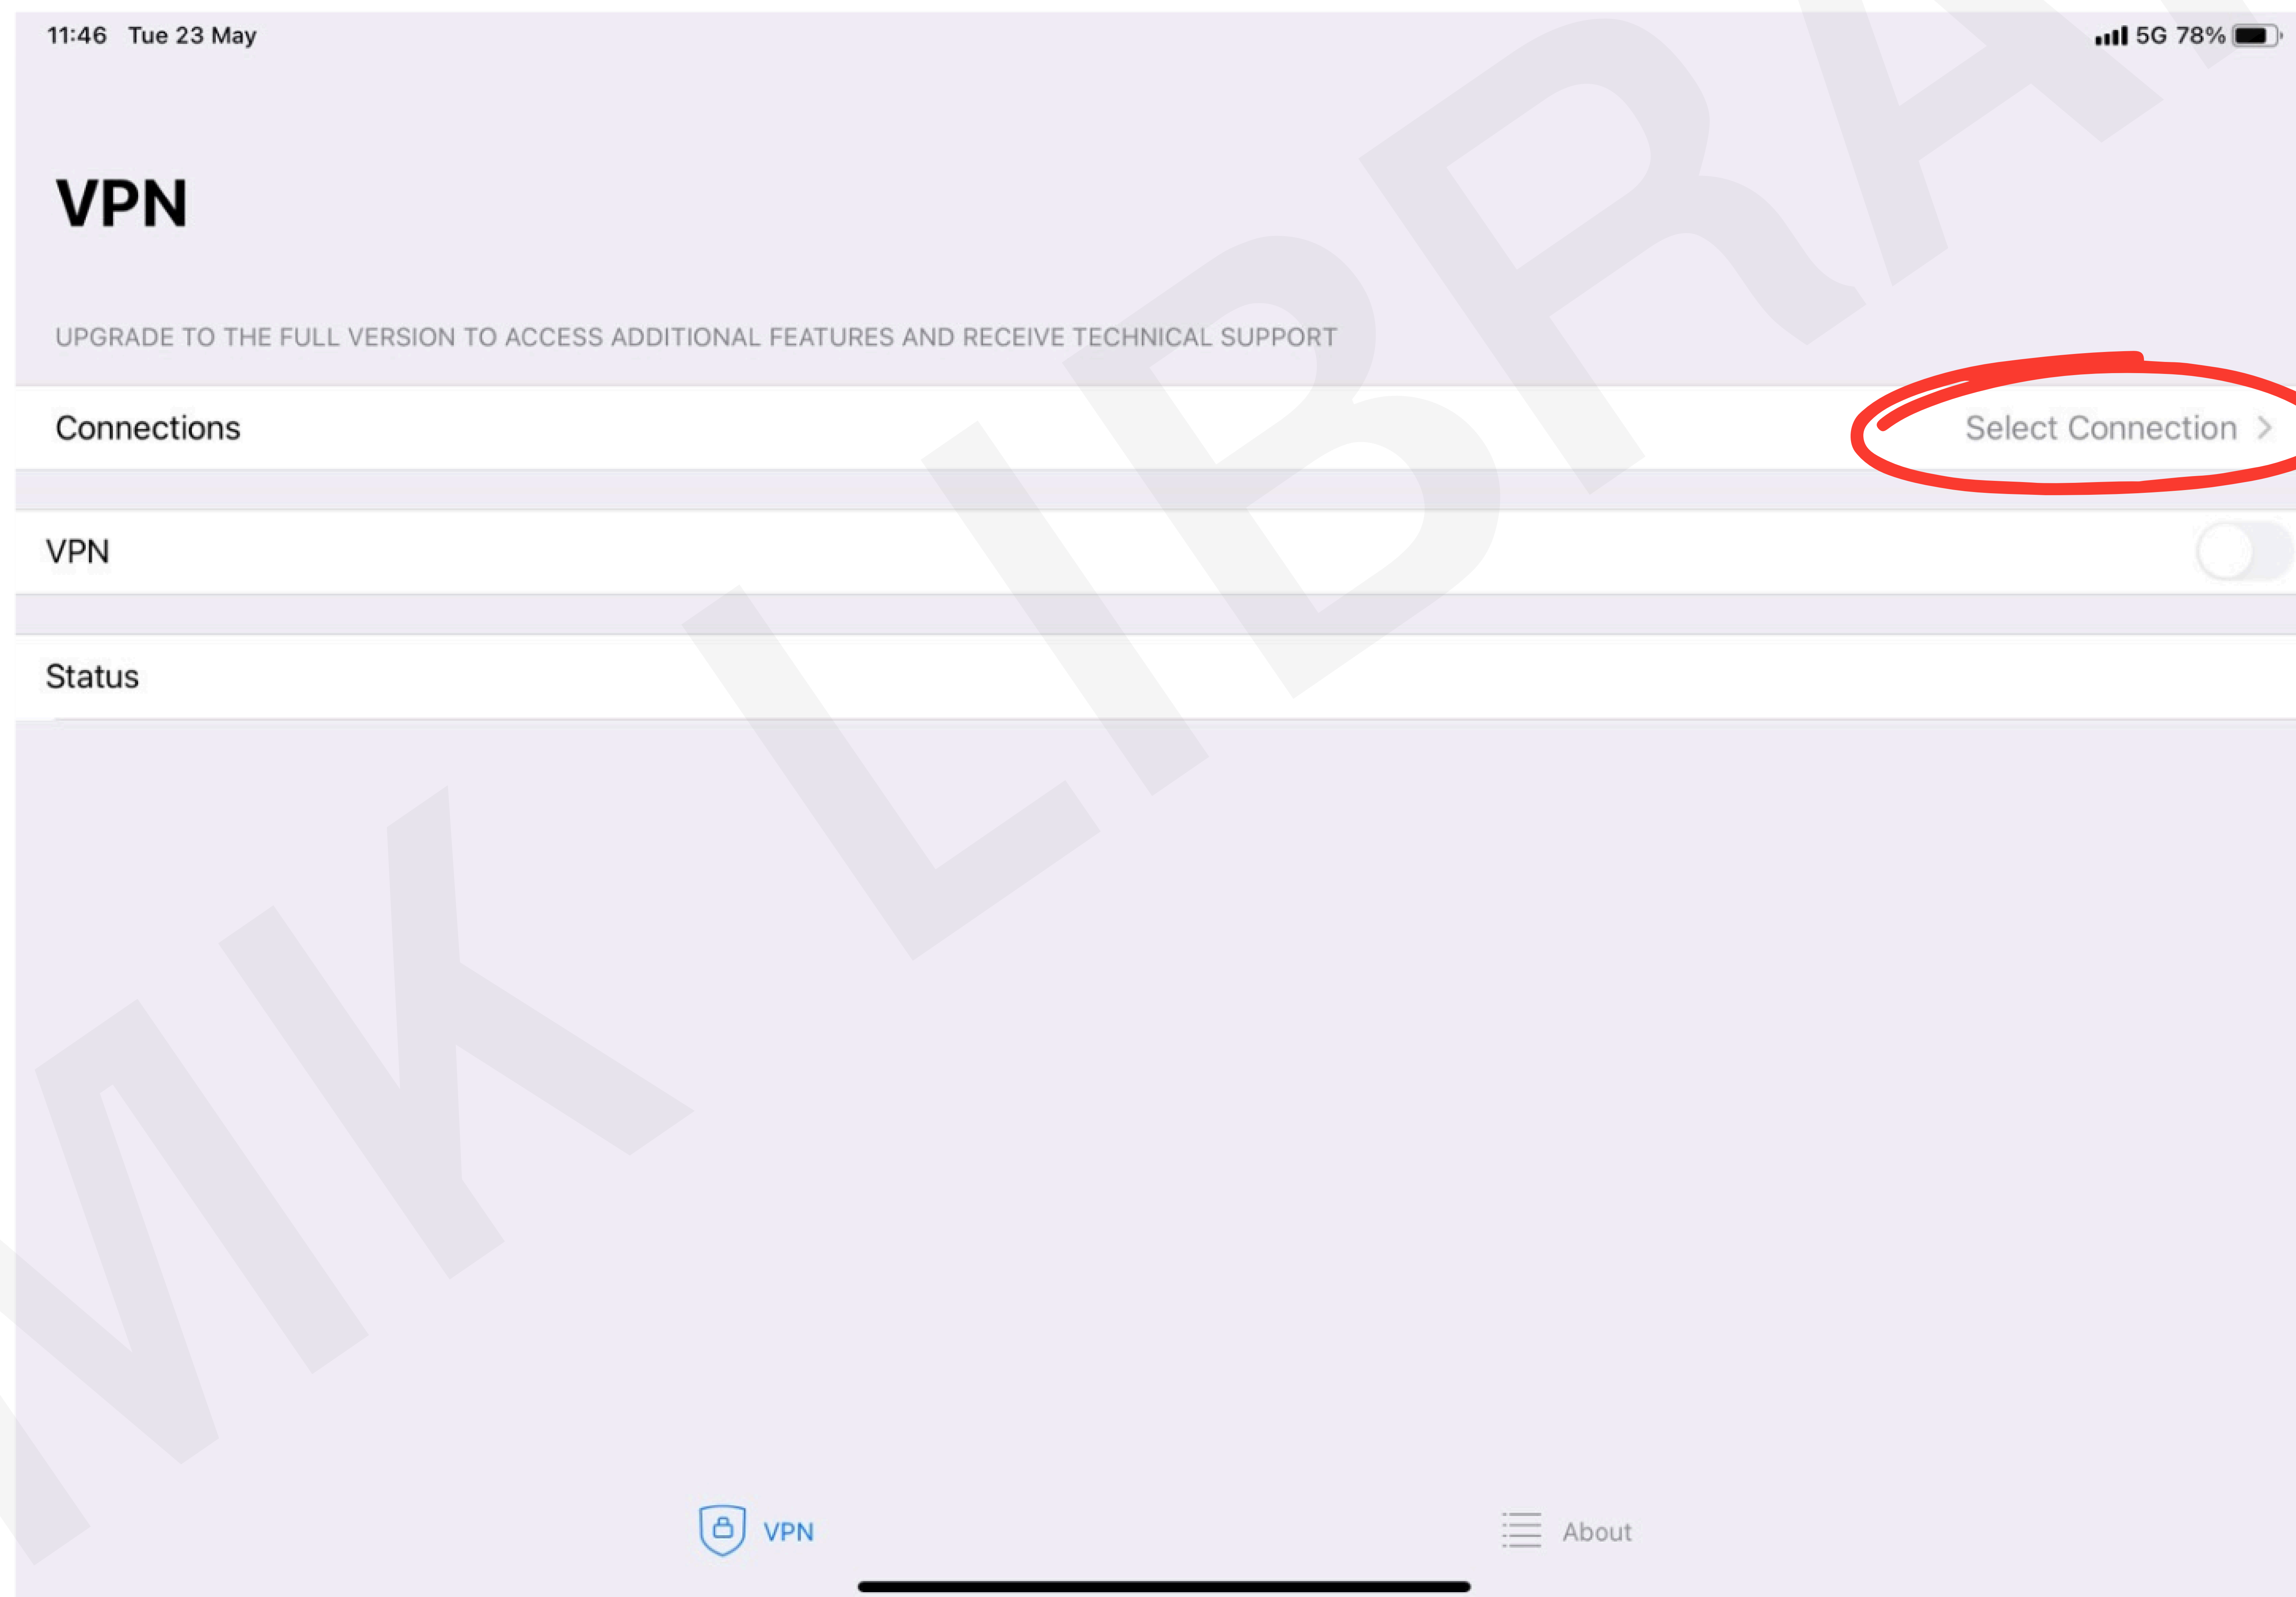 11:46 Tue 23 May
5G 78%
VPN
UPGRADE TO THE FULL VERSION TO ACCESS ADDITIONAL FEATURES AND RECEIVE TECHNICAL SUPPORT
Connections
Select Connection
VPN
Status
VPN
About
MK LIBRA